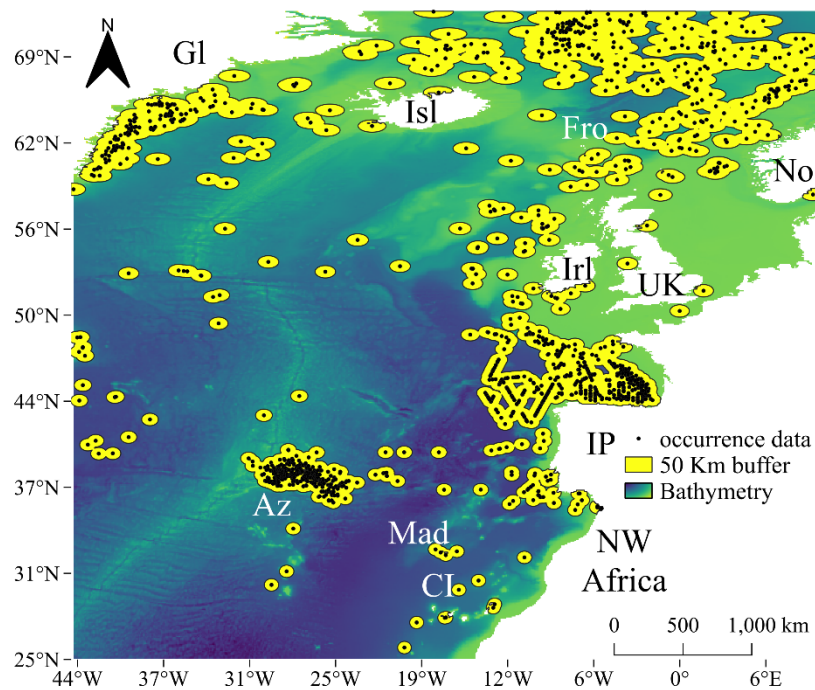 N
69°N
Gl
Isl
62°N
Fro
No
56°N
Irl
UK
50°N
44°N
IP
occurrence data
50 Km buffer
Bathymetry
37°N
Az
Mad
NW
Africa
31°N
CI
0 500 1,000 km
25°N
44°W 37°W 31°W 25°W 19°W 12°W 6°W 0° 6°E